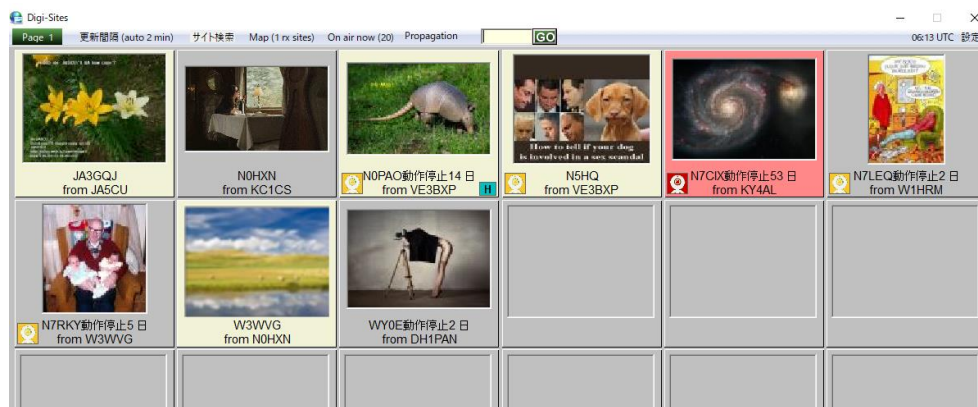 Digi-Sites
Page 1 更新間隔 (auto 2 min) サイト検索 Map (1 rx sites) On air now (20) Propagation GO 06:13 UTC 設定
How to tell if your dog
is involved in a sex scandal
JA3GQJ
from JA5CU
N0HXN
from KC1CS
N0PAO動作停止14 日
from VE3BXP
H
N5HQ
from VE3BXP
N7CIX動作停止53 日
from KY4AL
N7LEQ動作停止2 日
from W1HRM
N7RKY動作停止5 日
from W3WVG
W3WVG
from N0HXN
WY0E動作停止2 日
from DH1PAN